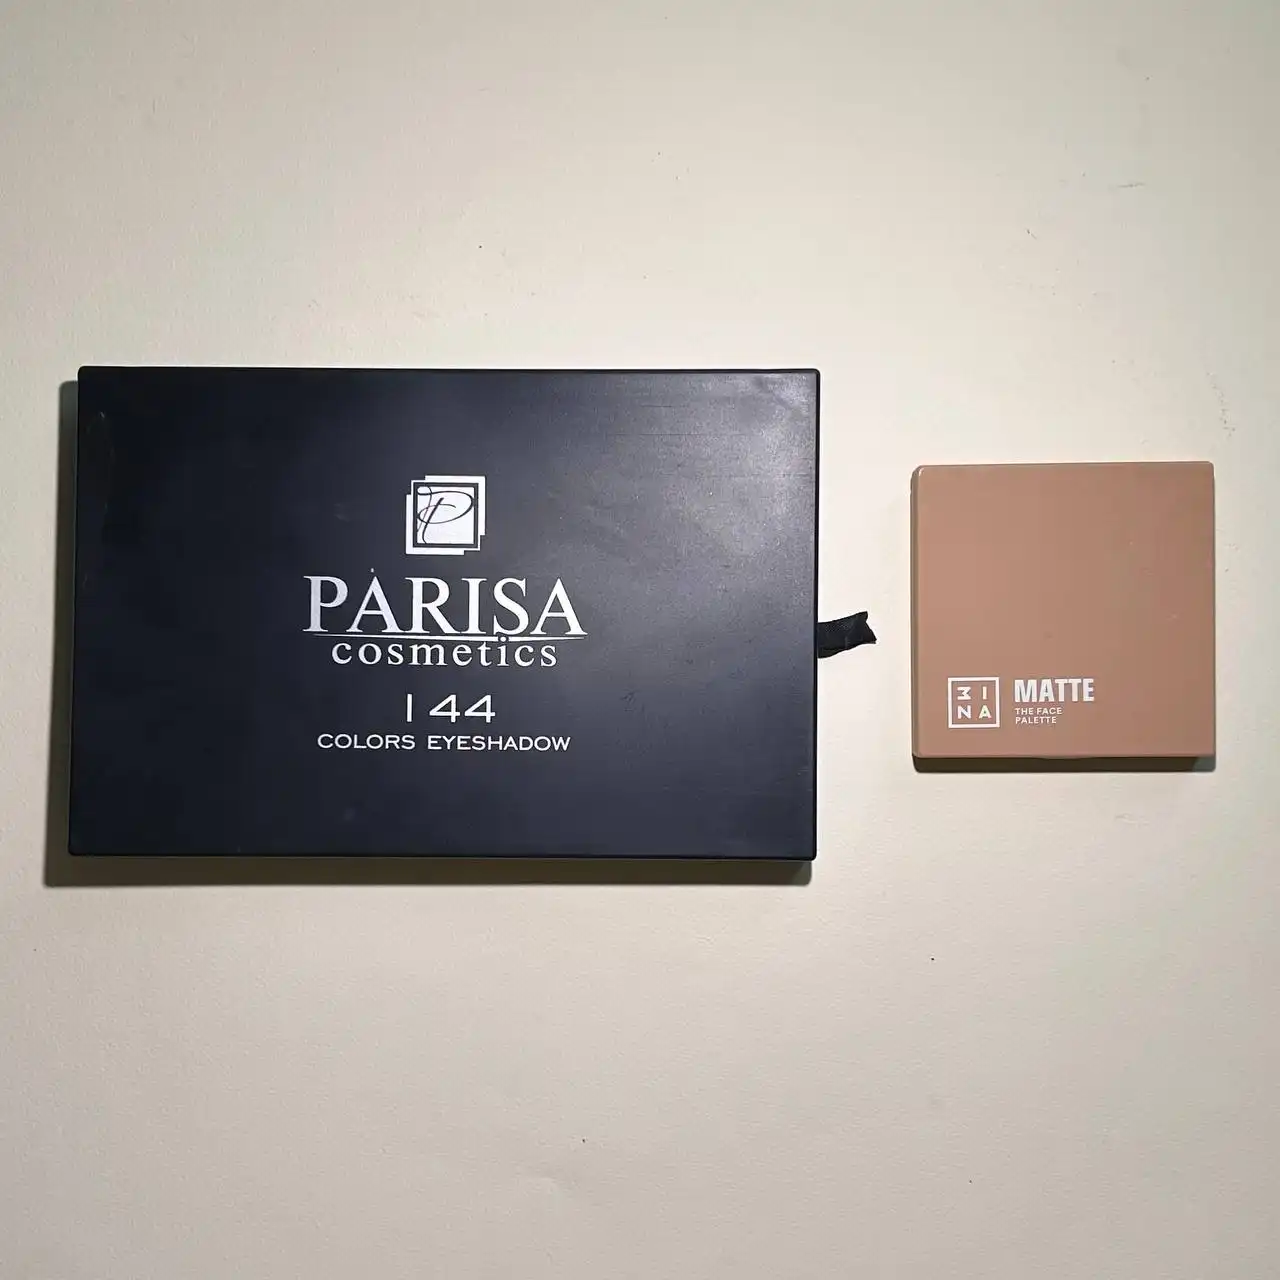 P
PARISA
cosmetics
144
COLORS EYESHADOW
3INA
MATTE
THE FACE
PALETTE